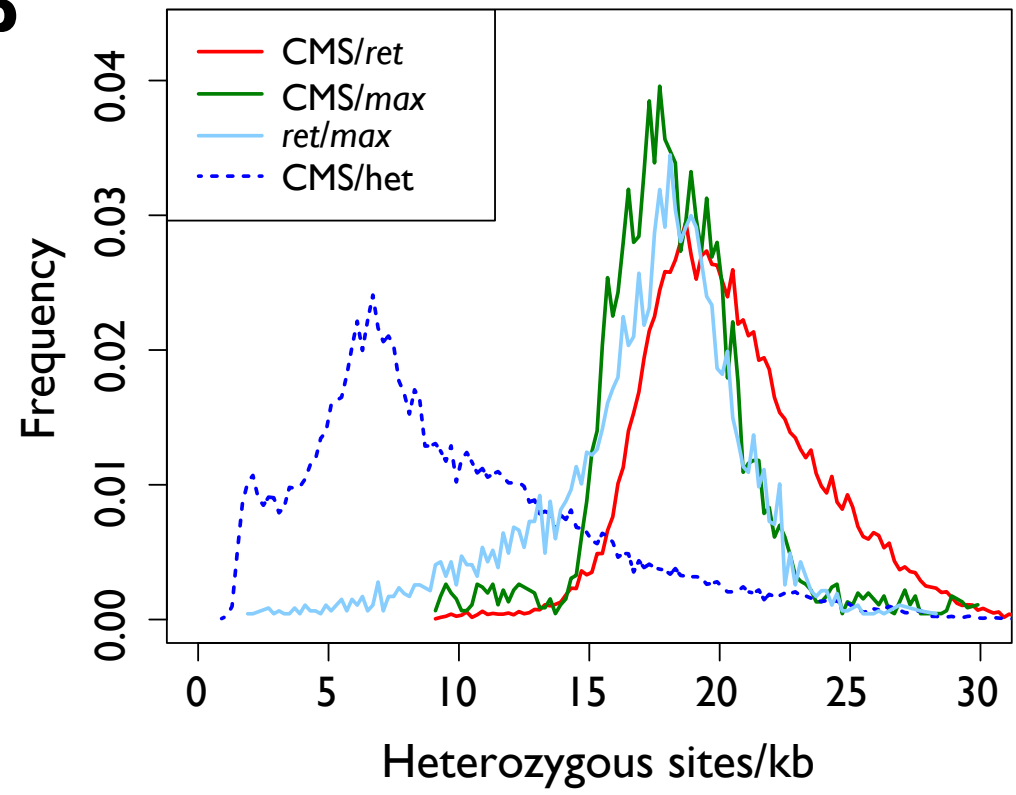 CMS/ret
CMS/max
ret/max
CMS/het
Frequency
0.04
0.03
0.02
0.01
0.00
0 5 10 15 20 25 30
Heterozygous sites/kb